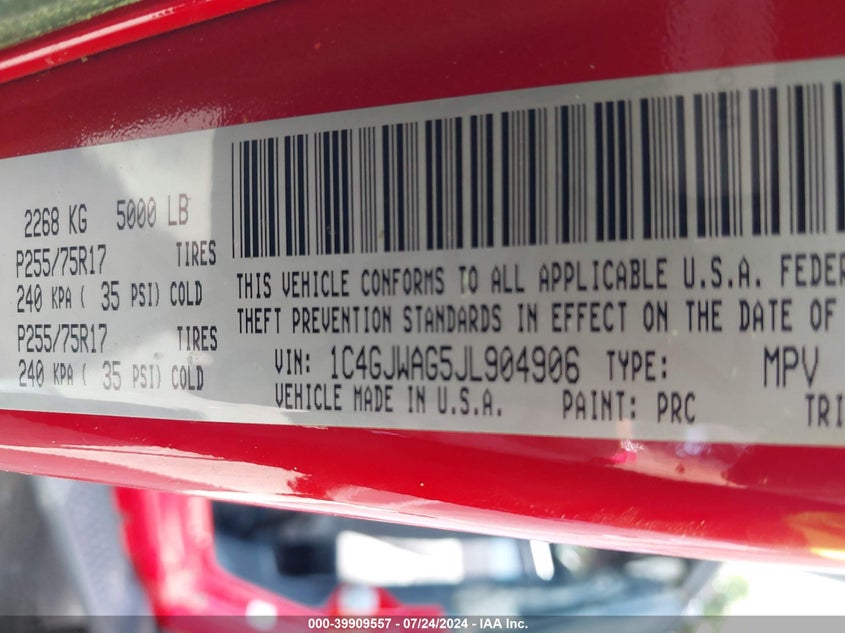 2268 KG 5000 LB
P255/75R17 TIRES
240 KPA ( 35 PSI) COLD
P255/75R17 TIRES
240 KPA ( 35 PSI) COLD
THIS VEHICLE CONFORMS TO ALL APPLICABLE U.S.A. FEDER
THEFT PREVENTION STANDARDS IN EFFECT ON THE DATE OF
VIN: 1C4GJWAG5JL904906 TYPE: MPV
VEHICLE MADE IN U.S.A. PAINT: PRC TRI
000-39909557 / 07/24/2024 / IAA Inc.